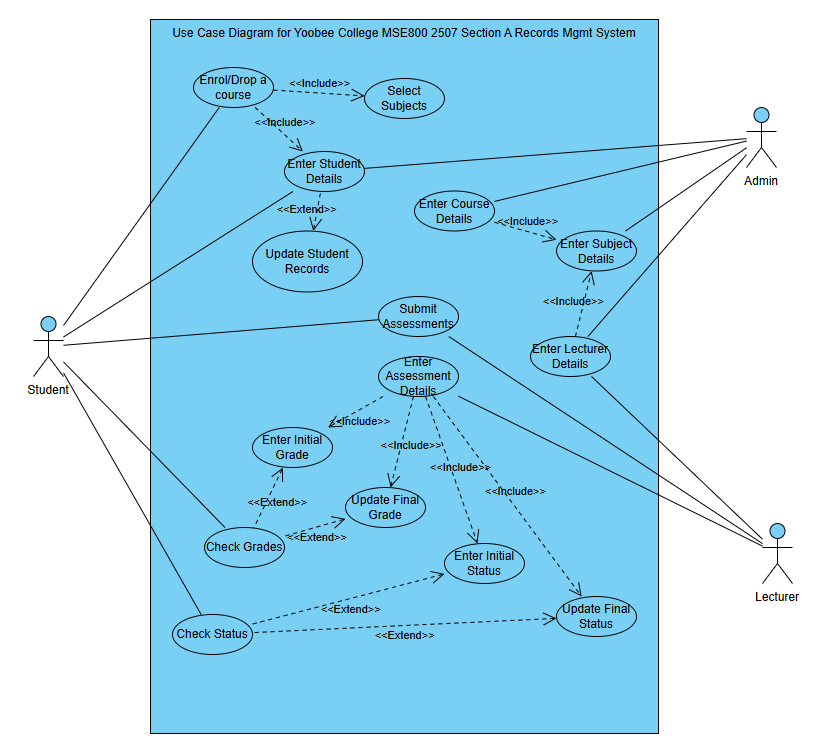 Use Case Diagram for Yoobee College MSE800 2507 Section A Records Mgmt System
Enrol/Drop a
course
<<Include>>
Select
Subjects
<<Include>>
Enter Student
Details
Admin
<<Extend>>
Enter Course
Details
<<Include>>
Update Student
Records
Enter Subject
Details
<<Include>>
Submit
Assessments
Student
Enter Lecturer
Details
Enter
Assessment
Details
<<Include>>
Enter Initial
Grade
<<Include>>
<<Include>>
<<Include>>
<<Extend>>
Update Final
Grade
<<Extend>>
Check Grades
Enter Initial
Status
Lecturer
<<Extend>>
Update Final
Status
Check Status
<<Extend>>